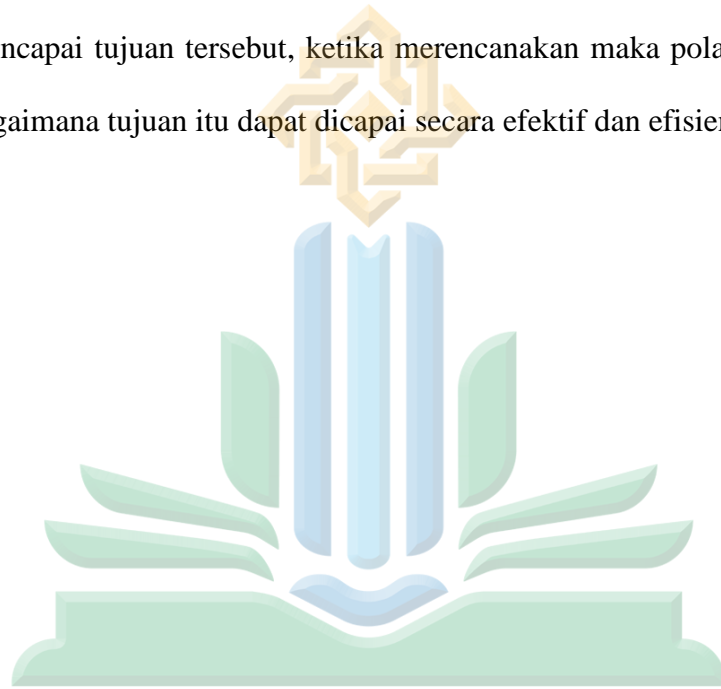 ncapai tujuan tersebut, ketika merencanakan maka pola
gaimana tujuan itu dapat dicapai secara efektif dan efisien